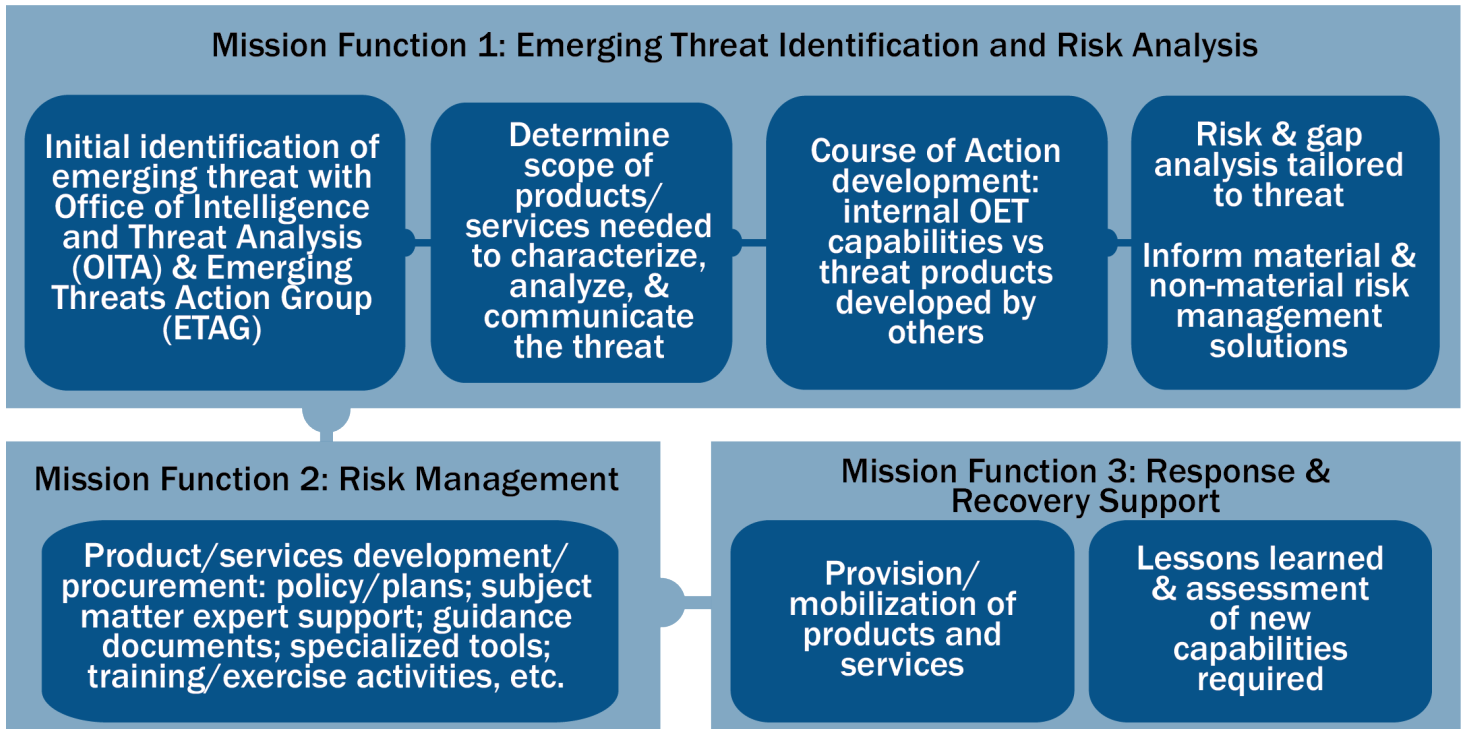 Mission Function 1: Emerging Threat Identification and Risk Analysis
Initial identification of
emerging threat with
Office of Intelligence
and Threat Analysis
(OITA) & Emerging
Threats Action Group
(ETAG)
Determine
scope of
products/
services needed
to characterize,
analyze, &
communicate
the threat
Course of Action
development:
internal OET
capabilities vs
threat products
developed by
others
Risk & gap
analysis tailored
to threat
Inform material &
non-material risk
management
solutions
Mission Function 2: Risk Management
Product/services development/
procurement: policy/plans; subject
matter expert support; guidance
documents; specialized tools;
training/exercise activities, etc.
Mission Function 3: Response &
Recovery Support
Provision/
mobilization of
products and
services
Lessons learned
& assessment
of new
capabilities
required